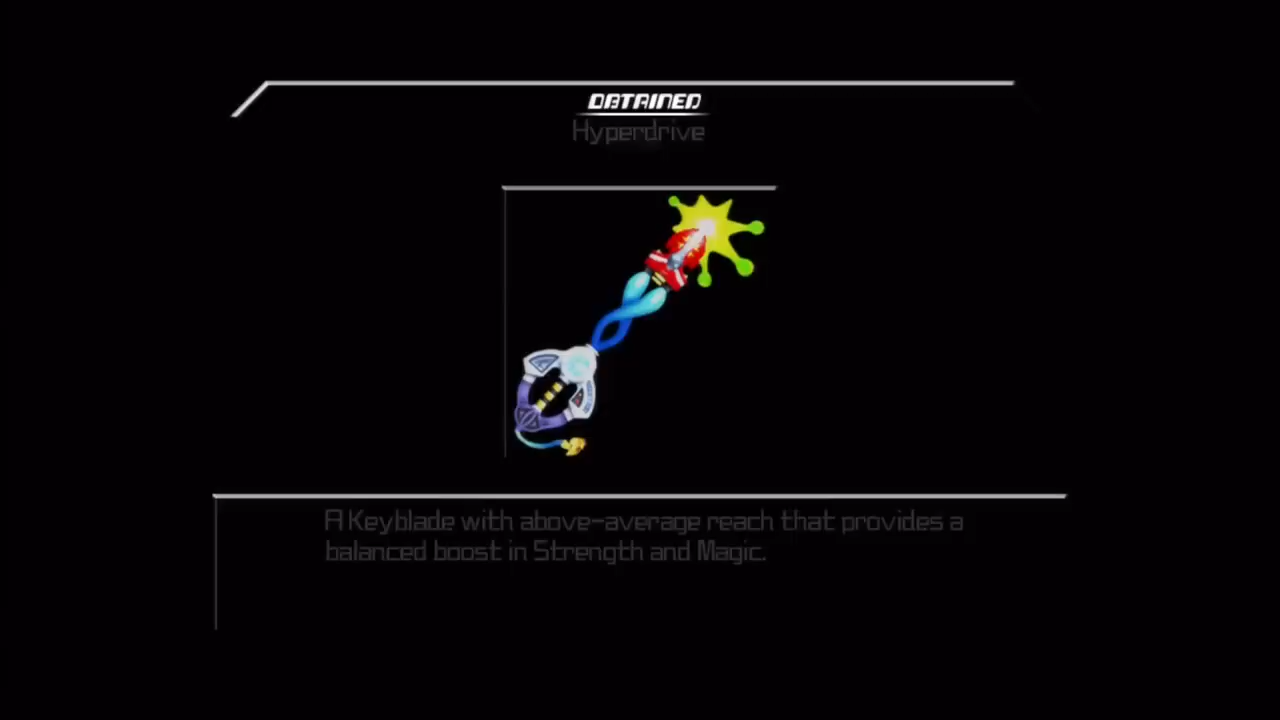 OBTAINED
Hyperdrive
A Keyblade with above-average reach that provides a
balanced boost in Strength and Magic.